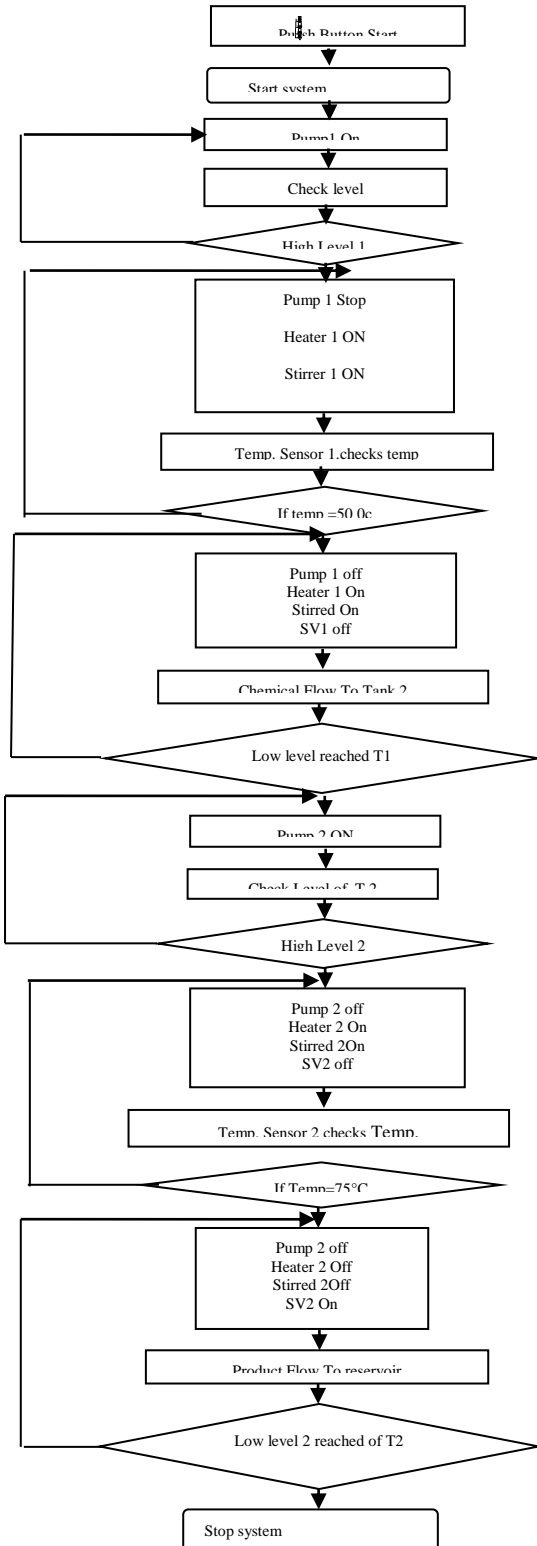 Push Button Start
Start system
Pump1 On
Check level
High Level 1
Pump 1 Stop
Heater 1 ON
Stirrer 1 ON
Temp. Sensor 1.checks temp
If temp =50 0c
Pump 1 off
Heater 1 On
Stirred On
SV1 off
Chemical Flow To Tank 2
Low level reached T1
Pump 2 ON
Check Level of T 2
High Level 2
Pump 2 off
Heater 2 On
Stirred 2On
SV2 off
Temp. Sensor 2 checks Temp.
If Temp=75°C
Pump 2 off
Heater 2 Off
Stirred 2Off
SV2 On
Product Flow To reservoir
Low level 2 reached of T2
Stop system